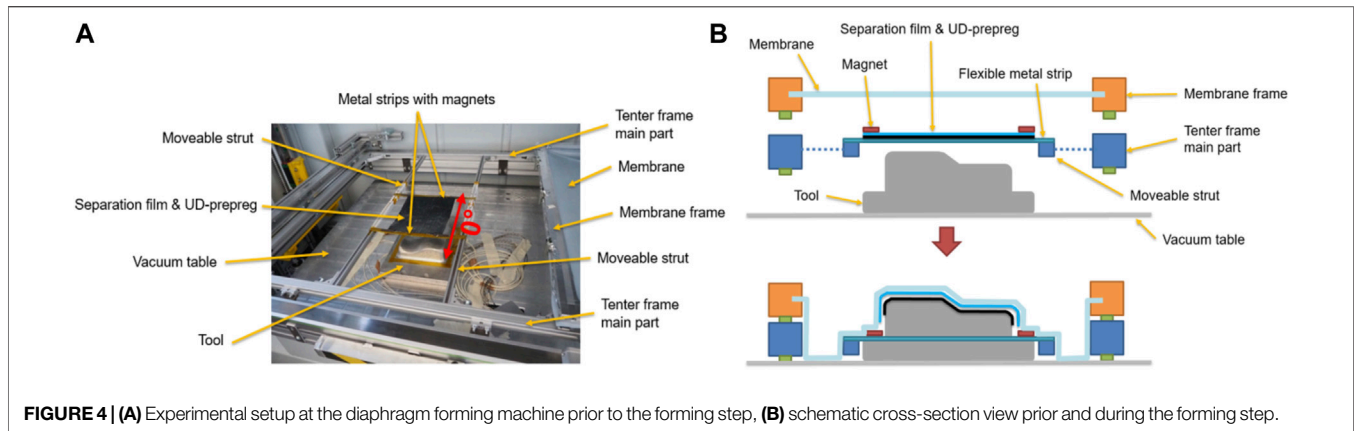 A
Metal strips with magnets
Moveable strut
Separation film & UD-prepreg
Vacuum table
Tool
Tenter frame
main part
Membrane
Membrane frame
Moveable strut
Tenter frame
main part
0°
B
Separation film & UD-prepreg
Membrane
Magnet
Flexible metal strip
Membrane frame
Tenter frame
main part
Tool
Moveable strut
Vacuum table
FIGURE 4 | (A) Experimental setup at the diaphragm forming machine prior to the forming step, (B) schematic cross-section view prior and during the forming step.